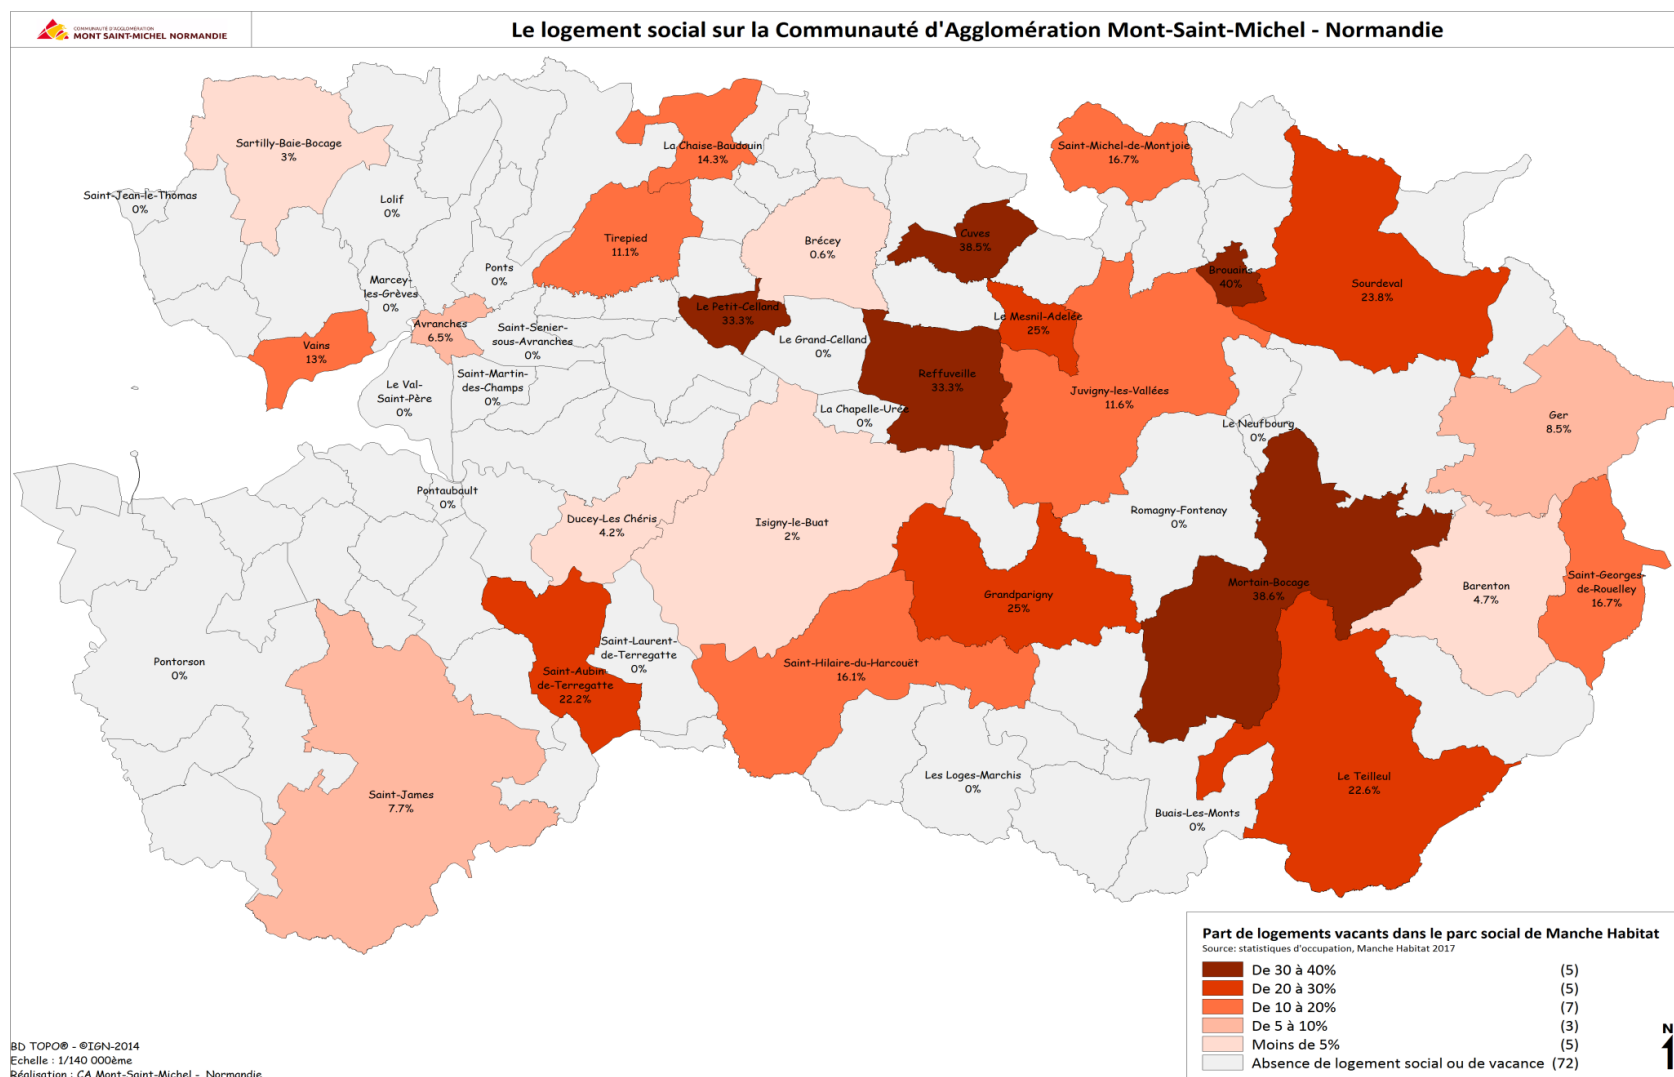 COMMUNAUTÉ D'AGGLOMÉRATION
MONT SAINT-MICHEL NORMANDIE
Le logement social sur la Communauté d'Agglomération Mont-Saint-Michel - Normandie
Sartilly-Baie-Bocage
3%
La Chaise-Baudouin
14.3%
Saint-Michel-de-Montjoie
16.7%
Saint-Jean-le-Thomas
0%
Lolif
0%
Tirepied
11.1%
Brécey
0.6%
Cuves
38.5%
Ponts
0%
Marcey-
les-Grèves
0%
Brouains
40%
Sourdeval
23.8%
Le Petit-Celland
33.3%
Le Mesnil-Adelée
25%
Avranches
6.5%
Saint-Senier-
sous-Avranches
0%
Vains
13%
Le Grand-Celland
0%
Reffuveille
33.3%
Saint-Martin-
des-Champs
0%
Le Val-
Saint-Père
0%
Juvigny-les-Vallées
11.6%
La Chapelle-Urée
0%
Ger
8.5%
Le Neufbourg
0%
Pontaubault
0%
Ducey-Les Chéris
4.2%
Isigny-le-Buat
2%
Romagny-Fontenay
0%
Mortain-Bocage
38.6%
Barenton
4.7%
Saint-Georges-
de-Rouelley
16.7%
Grandparigny
25%
Saint-Laurent-
de-Terregatte
0%
Pontorson
0%
Saint-Aubin-
de-Terregatte
22.2%
Saint-Hilaire-du-Harcouët
16.1%
Saint-James
7.7%
Les Loges-Marchis
0%
Le Teilleul
22.6%
Buais-Les-Monts
0%
Part de logements vacants dans le parc social de Manche Habitat
Source: statistiques d'occupation, Manche Habitat 2017
De 30 à 40% (5)
De 20 à 30% (5)
De 10 à 20% (7)
De 5 à 10% (3)
Moins de 5% (5)
Absence de logement social ou de vacance (72)
N
BD TOPO® - ©IGN-2014
Echelle : 1/140 000ème
Réalisation : CA Mont-Saint-Michel - Normandie